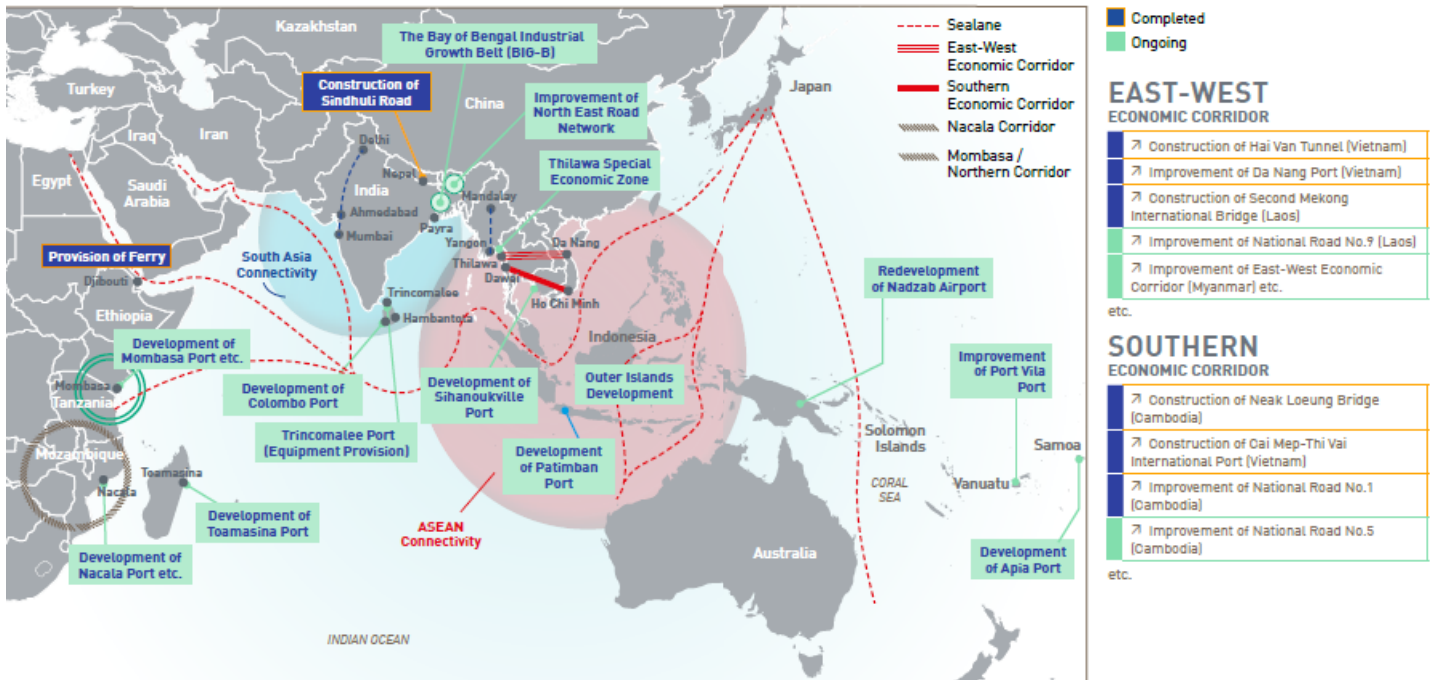 Kazakhstan
The Bay of Bengal Industrial
Growth Belt (BIG-B)
Turkey
Construction of
Sindhuli Road
China
Improvement of
North East Road
Network
Japan
Iraq
Iran
Delhi
Nepal
Thilawa Special
Economic Zone
Egypt
Saudi
Arabia
India
Mandalay
Ahmedabad
Payra
Mumbai
Yangon
Da Nang
Provision of Ferry
South Asia
Connectivity
Thilawa
Dawei
Djibouti
Trincomalee
Ho Chi Minh
Redevelopment
of Nadzab Airport
Ethiopia
Hambantota
Indonesia
Development of
Mombasa Port etc.
Improvement
of Port Vila
Port
Mombasa
Tanzania
Development of
Colombo Port
Development of
Sihanoukville
Port
Outer Islands
Development
Trincomalee Port
(Equipment Provision)
Solomon
Islands
Samoa
Mozambique
Toamasina
Nacala
Development
of Patimban
Port
CORAL
SEA
Vanuatu
Development of
Toamasina Port
ASEAN
Connectivity
Development of
Nacala Port etc.
Australia
Development
of Apia Port
INDIAN OCEAN
Sealane
East-West
Economic Corridor
Southern
Economic Corridor
Nacala Corridor
Mombasa /
Northern Corridor
Completed
Ongoing
EAST-WEST
ECONOMIC CORRIDOR
↗ Construction of Hai Van Tunnel (Vietnam)
↗ Improvement of Da Nang Port (Vietnam)
↗ Construction of Second Mekong
International Bridge (Laos)
↗ Improvement of National Road No.9 (Laos)
↗ Improvement of East-West Economic
Corridor (Myanmar) etc.
etc.
SOUTHERN
ECONOMIC CORRIDOR
↗ Construction of Neak Loeung Bridge
(Cambodia)
↗ Construction of Cai Mep-Thi Vai
International Port (Vietnam)
↗ Improvement of National Road No.1
(Cambodia)
↗ Improvement of National Road No.5
(Cambodia)
etc.